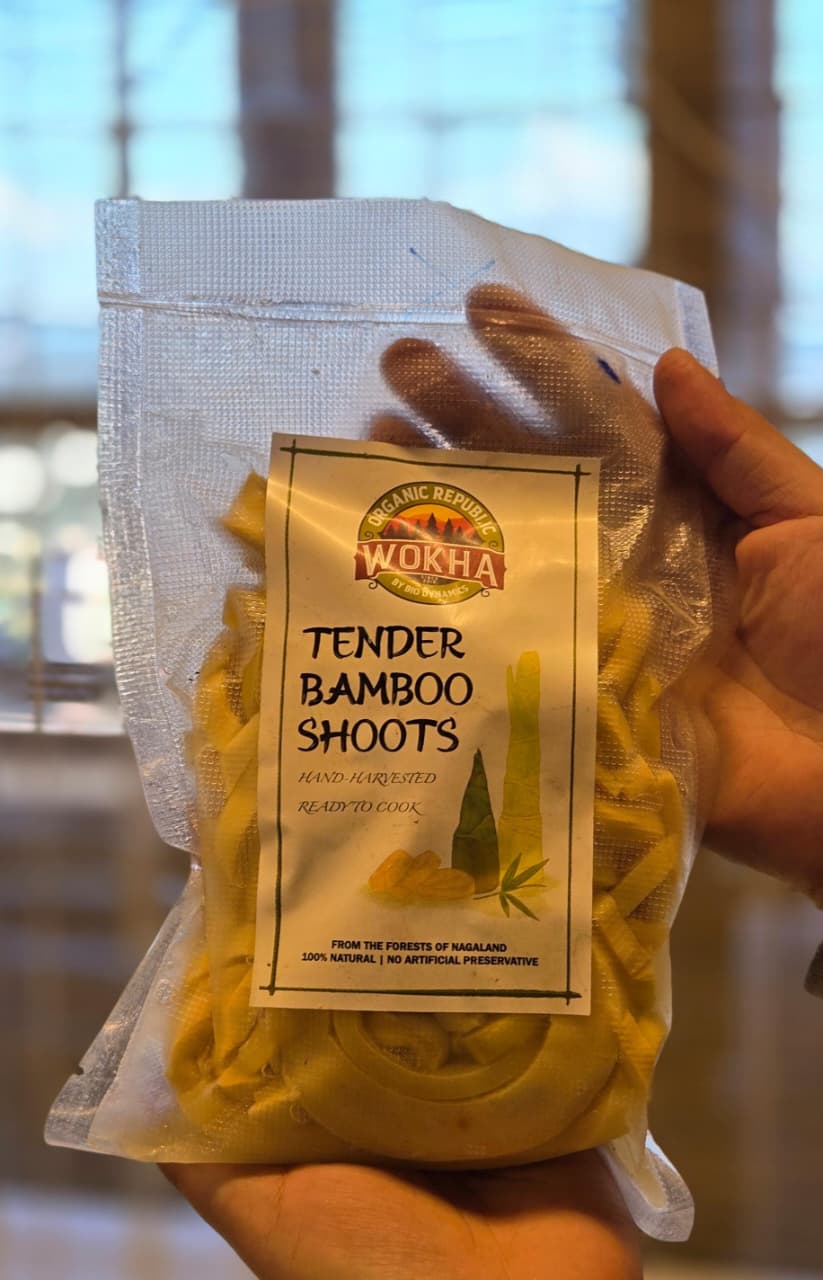 ORGANIC REPUBLIC
WOKHA
BY BIO DYNAMICS
TENDER
BAMBOO
SHOOTS
HAND-HARVESTED
READY TO COOK
FROM THE FORESTS OF NAGALAND
100% NATURAL | NO ARTIFICIAL PRESERVATIVE